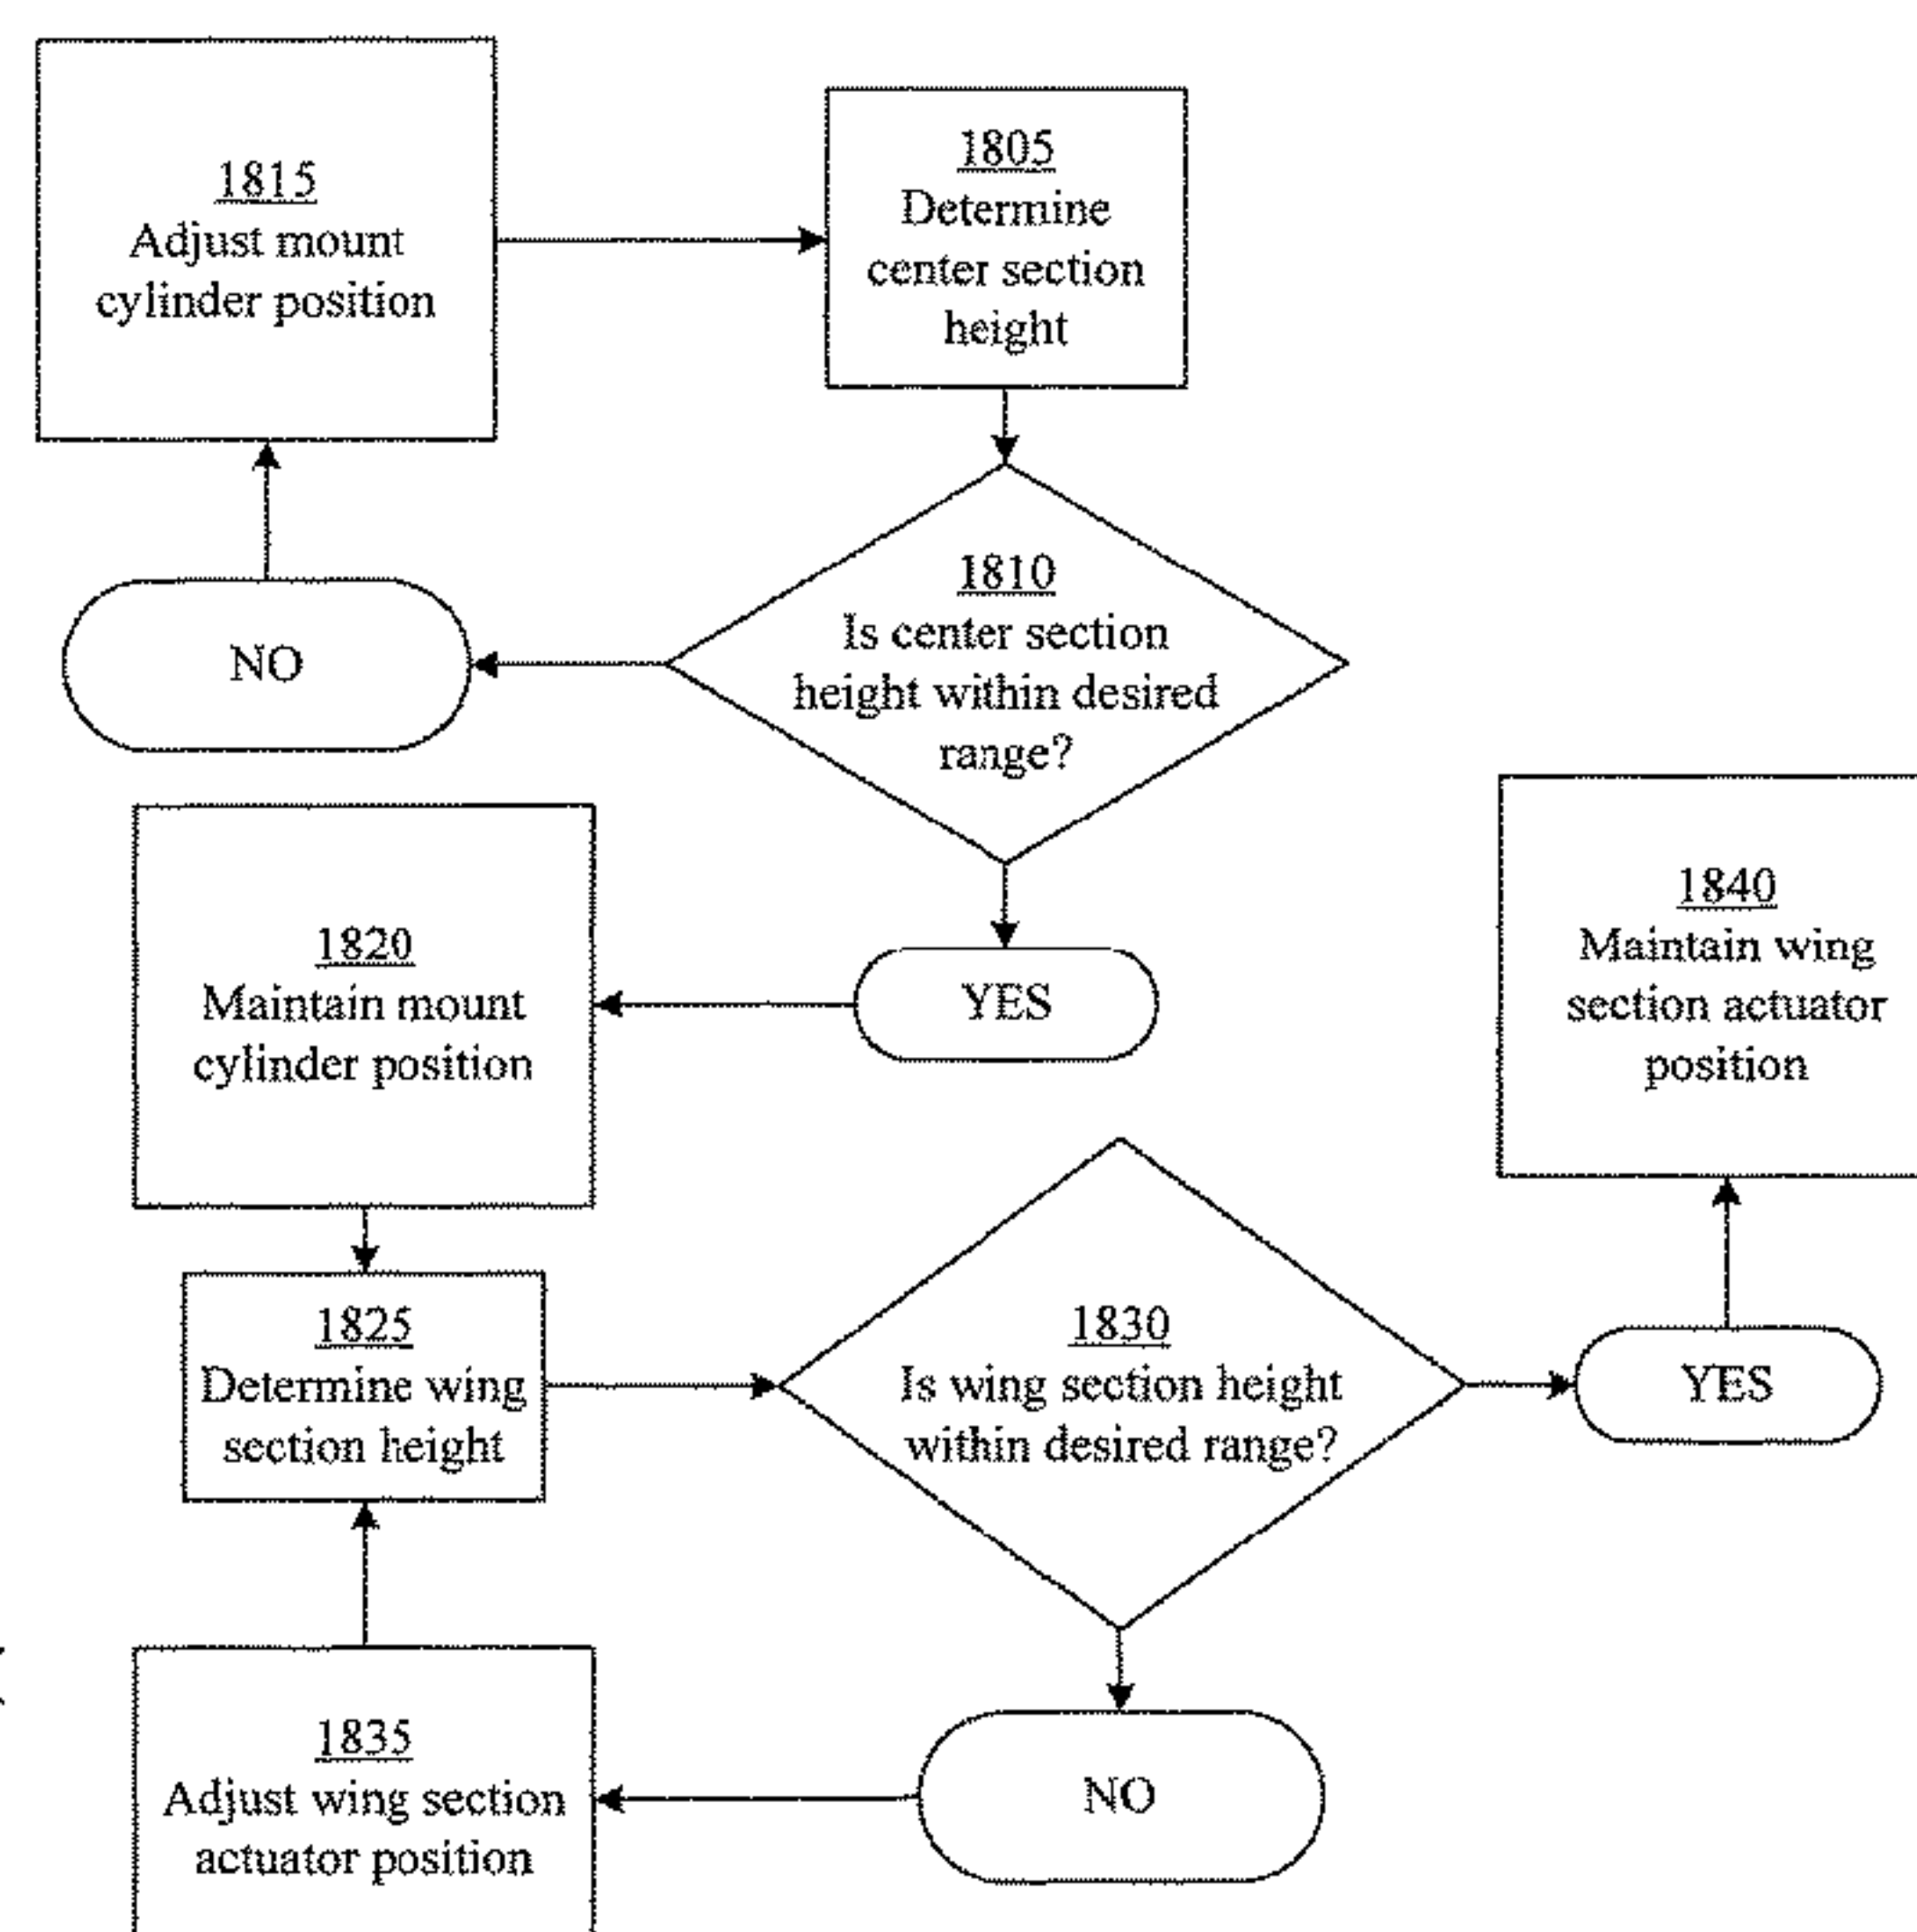 1815
Adjust mount
cylinder position
1805
Determine
center section
height
1810
Is center section
height within desired
range?
NO
YES
1820
Maintain mount
cylinder position
1840
Maintain wing
section actuator
position
1825
Determine wing
section height
1830
Is wing section height
within desired range?
YES
1835
Adjust wing section
actuator position
NO